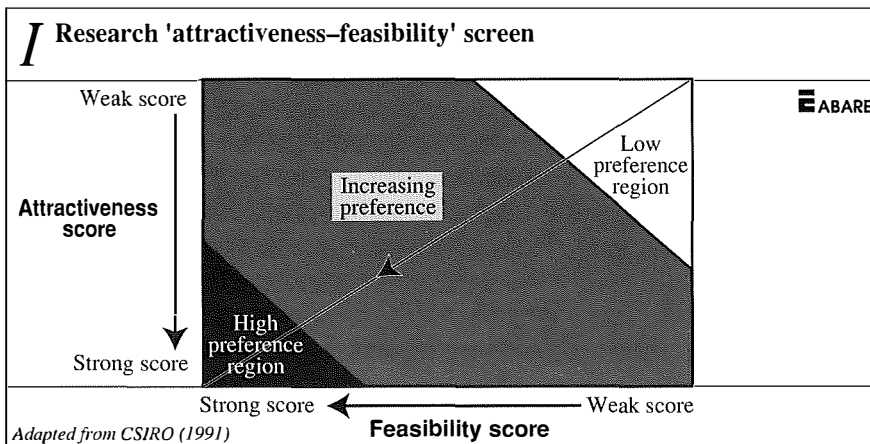 I Research 'attractiveness–feasibility' screen
Weak score
ABARE
Low
preference
region
Increasing
preference
Attractiveness
score
High
preference
region
Strong score
Strong score
Weak score
Feasibility score
Adapted from CSIRO (1991)